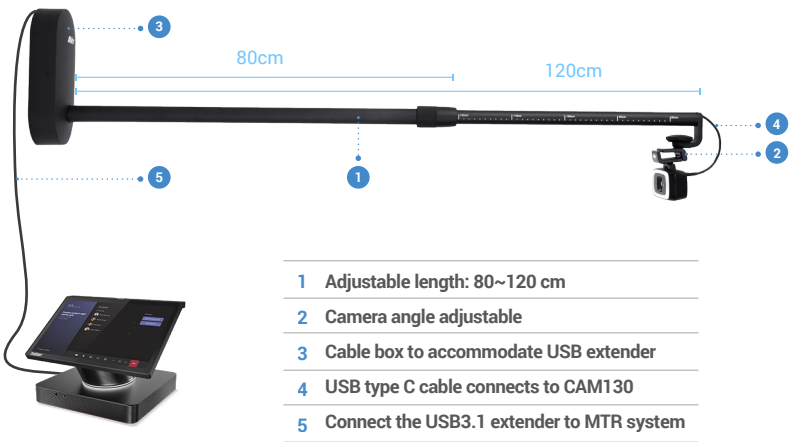 3
80cm
120cm
4
2
5
1
1 Adjustable length: 80~120 cm
2 Camera angle adjustable
3 Cable box to accommodate USB extender
4 USB type C cable connects to CAM130
5 Connect the USB3.1 extender to MTR system